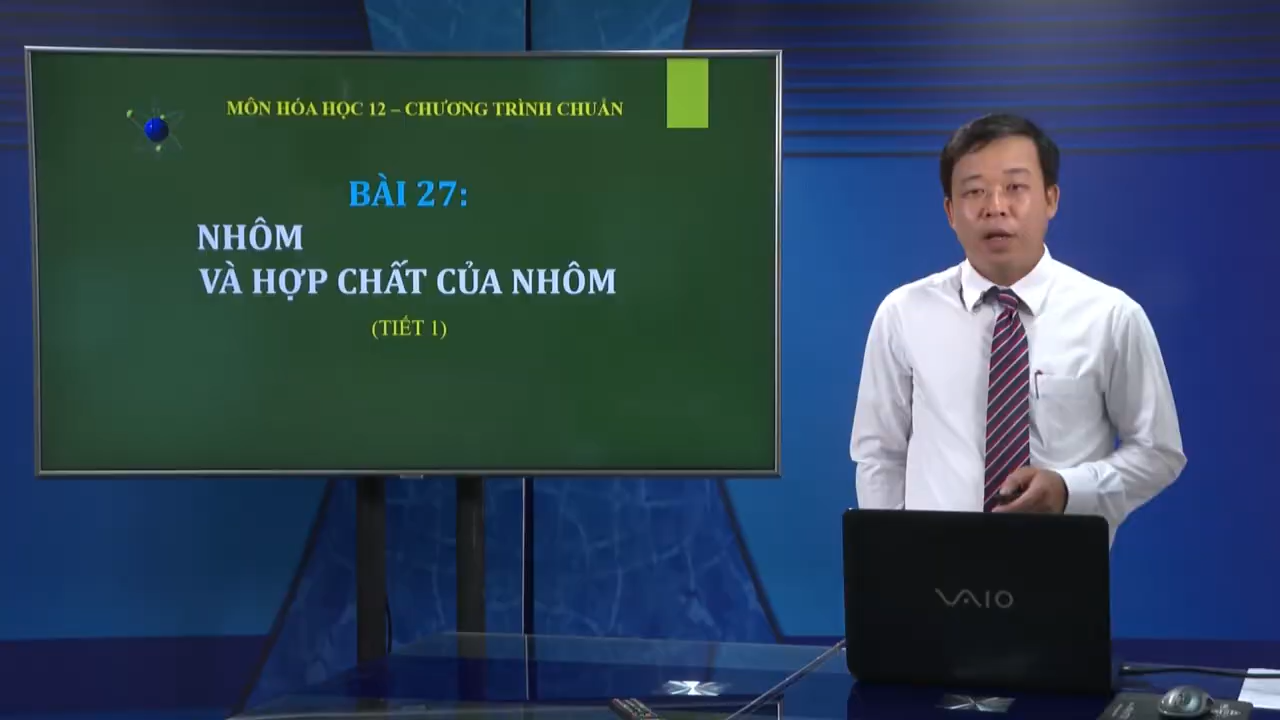 MÔN HÓA HỌC 12 – CHƯƠNG TRÌNH CHUẨN
BÀI 27:
NHÔM
VÀ HỢP CHẤT CỦA NHÔM
(TIẾT 1)
VAIO